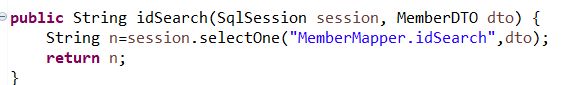 public String idSearch(SqlSession session, MemberDTO dto) {
    String n=session.selectOne("MemberMapper.idSearch",dto);
    return n;
}